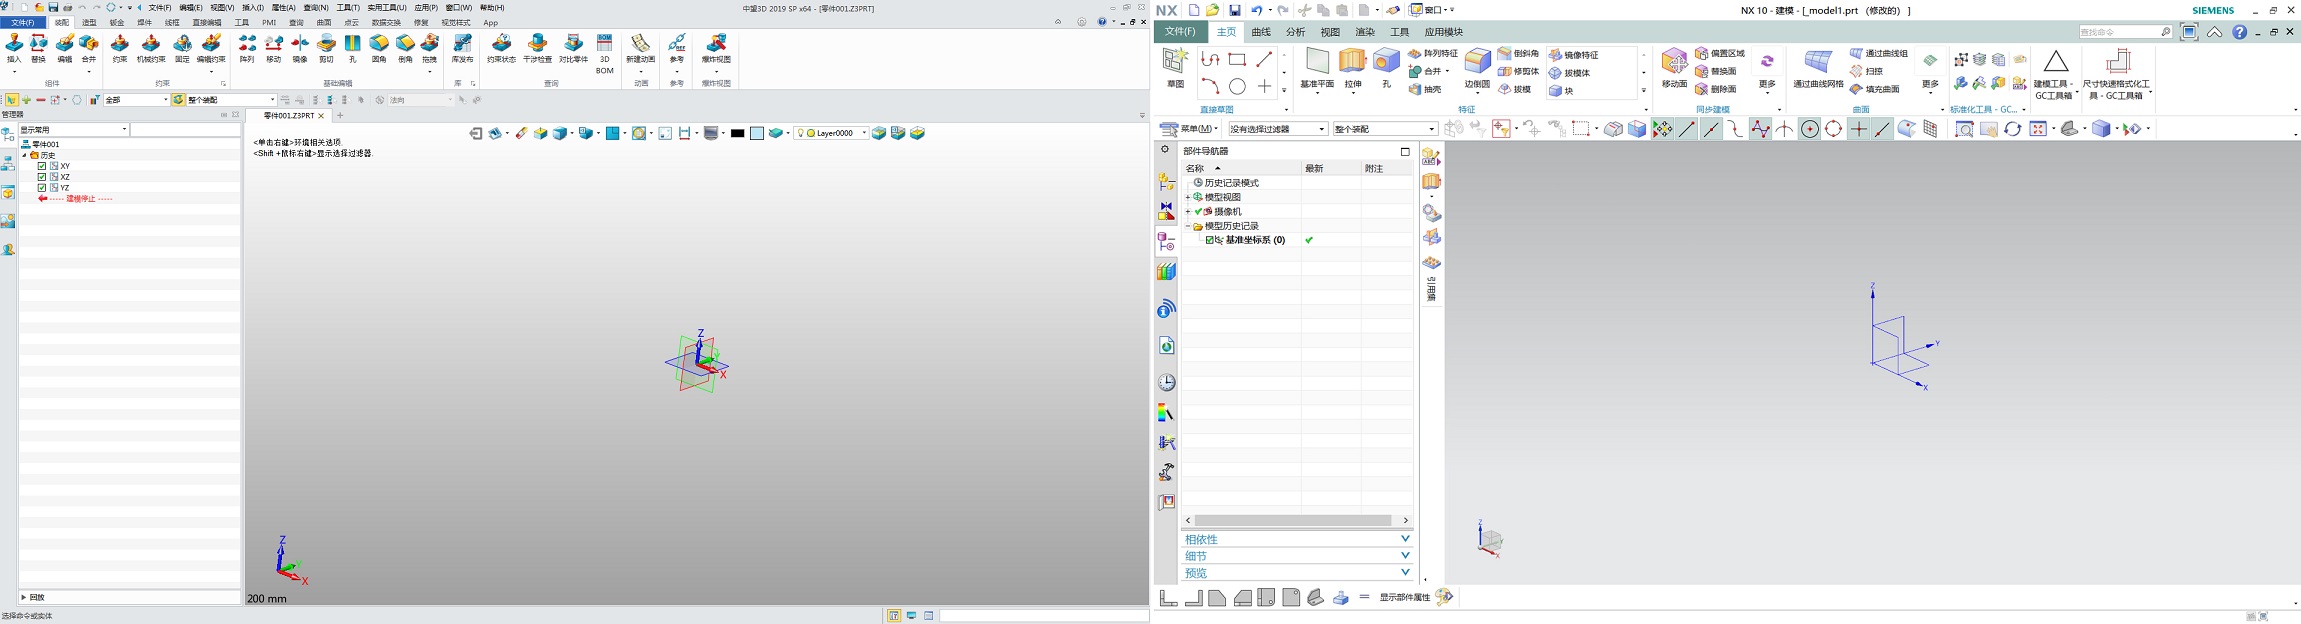 文件(F) 编辑(E) 视图(V) 插入(I) 属性(A) 查询(N) 工具(T) 实用工具(U) 应用(P) 窗口(W) 帮助(H)
中望3D 2019 SP x64 - [零件001.Z3PRT]
文件(F) 装配 造型 钣金 焊件 线框 直接编辑 工具 PMI 查询 曲面 点云 数据交换 修复 视觉样式 App
插入 替换 编辑 合并 约束 机械约束 固定 编辑约束 阵列 移动 镜像 剪切 孔 圆角 倒角 拖拽 库发布 约束状态 干涉检查 对比零件 3D BOM 新建动画 参考 爆炸视图
组件 约束 基础编辑 库 查询 动画 参考 爆炸视图
全部 整个装配 法向
管理器
零件001.Z3PRT
显示常用
零件001
历史
XY
XZ
YZ
----- 建模停止 -----
回放
选择命令或实体
<单击右键>环境相关选项.
<Shift +鼠标右键>显示选择过滤器.
Layer0000
Z
Y
X
Z
Y
X
200 mm
NX
窗口
NX 10 - 建模 - [_model1.prt （修改的） ]
SIEMENS
文件(F) 主页 曲线 分析 视图 渲染 工具 应用模块
查找命令
草图
直接草图
基准平面 拉伸 孔
阵列特征
合并
抽壳
边倒圆
倒斜角
修剪体
拔模
镜像特征
拔模体
块
特征
移动面
偏置区域
替换面
删除面
更多
同步建模
通过曲线网格
通过曲线组
扫掠
填充曲面
更多
曲面
标准化工具 - GC...
建模工具 - GC工具箱
尺寸快速格式化工具 - GC工具箱
菜单(M) 没有选择过滤器 整个装配
部件导航器
名称 最新 附注
历史记录模式
模型视图
摄像机
模型历史记录
基准坐标系 (0)
相依性
细节
预览
引用集
Z
Y
X
Z
Y
X
显示部件属性